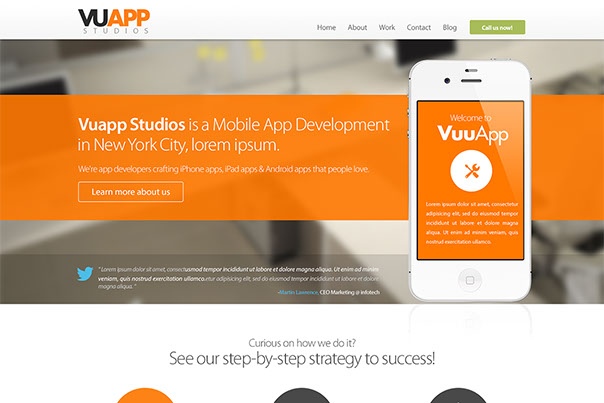 VUAPP
STUDIOS
Home About Work Contact Blog Call us now!
Vuapp Studios is a Mobile App Development
in New York City, lorem ipsum.
We're app developers crafting iPhone apps, iPad apps & Android apps that people love.
Learn more about us
Welcome to
VuuApp
Lorem ipsum dolor sit amet, consectetur
adipisicing elit, sed do eiusmod tempor
incididunt ut labore et dolore magna
aliqua. Ut enim ad minim veniam, quis
nostrud exercitation ullamco.
" Lorem ipsum dolor sit amet, consectusmod tempor incididunt ut labore et dolore magna aliqua. Ut enim ad minim
veniam, quis nostrud exercitation ullamco.etur adipisicing elit, sed do eiusmod tempor incididunt ut labore et dolore
magna aliqua. "
CEO Marketing @ infotech
Curious on how we do it?
See our step-by-step strategy to success!